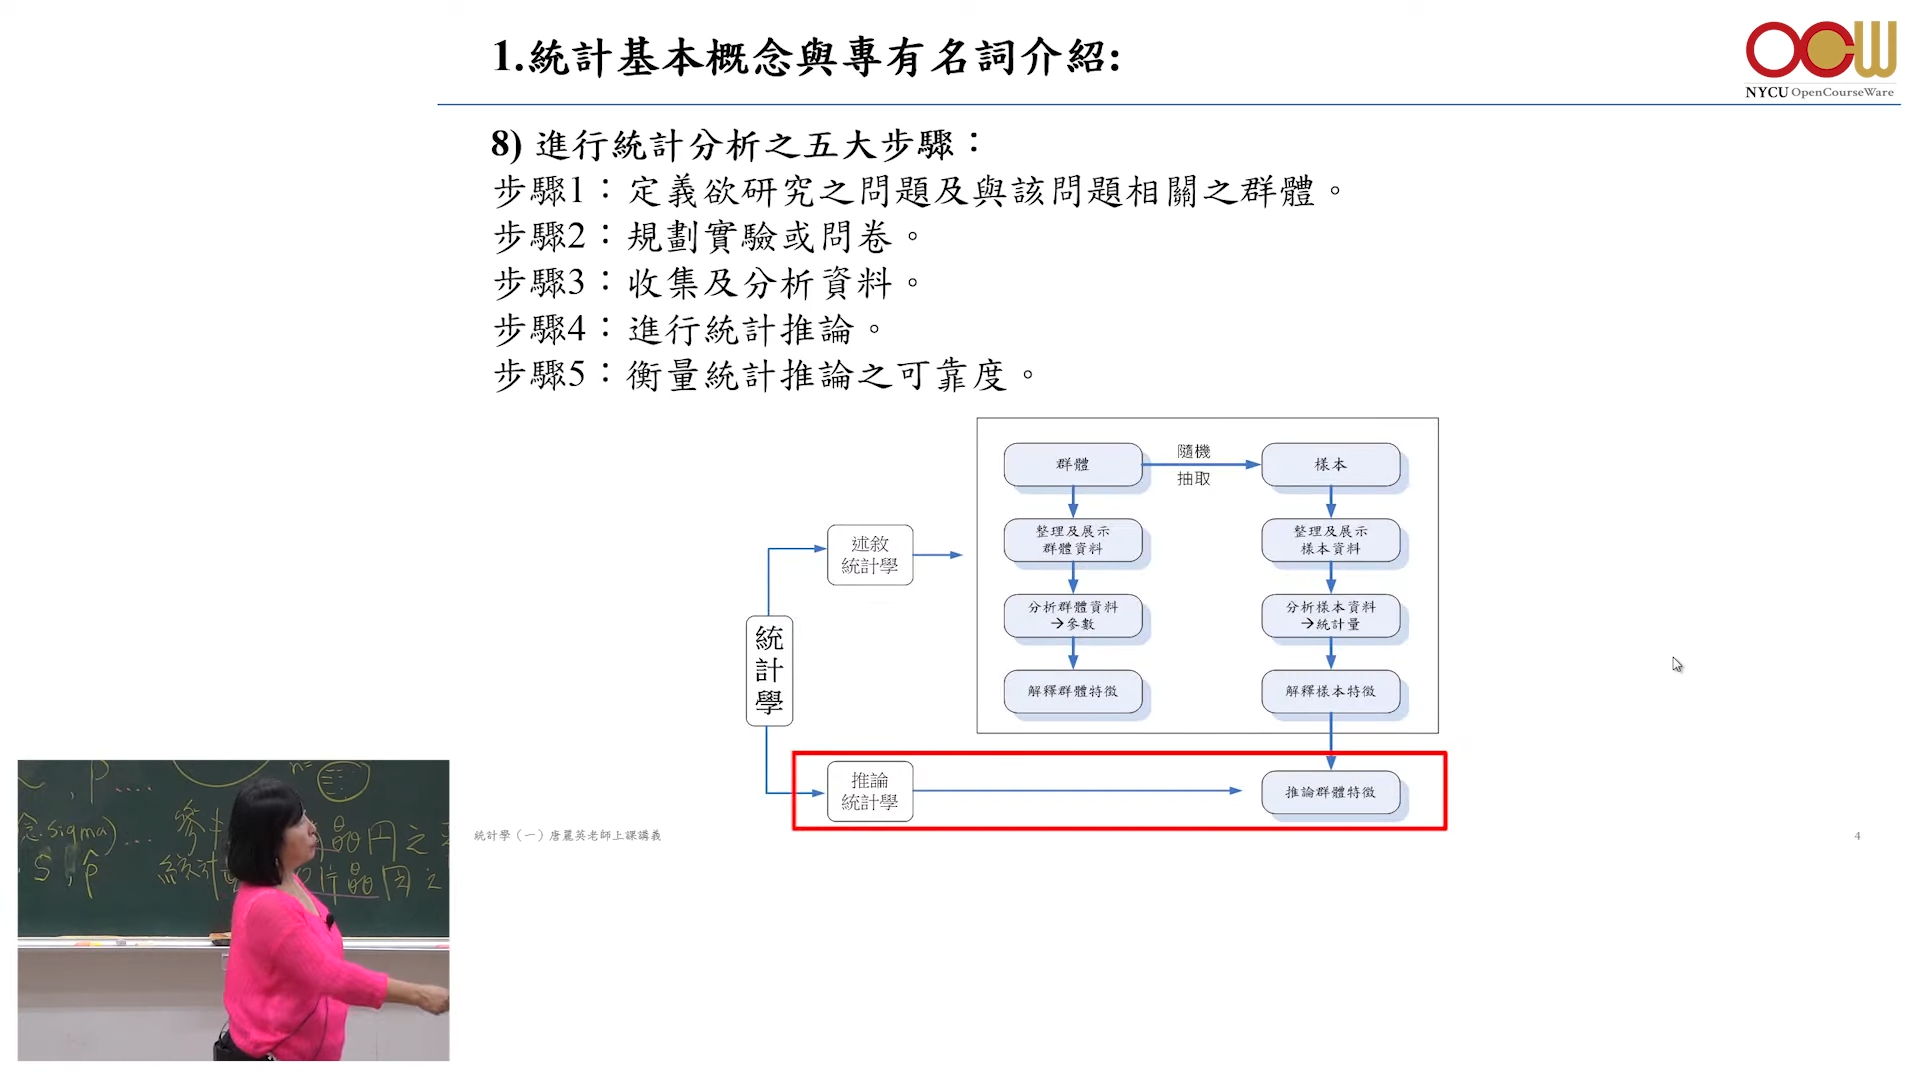 1.統計基本概念與專有名詞介紹:
OCW
NYCU OpenCourseWare
8) 進行統計分析之五大步驟：
步驟1：定義欲研究之問題及與該問題相關之群體。
步驟2：規劃實驗或問卷。
步驟3：收集及分析資料。
步驟4：進行統計推論。
步驟5：衡量統計推論之可靠度。
群體
隨機
抽取
樣本
整理及展示
群體資料
整理及展示
樣本資料
述敘
統計學
分析群體資料
→參數
分析樣本資料
→統計量
統
計
學
解釋群體特徵
解釋樣本特徵
推論
統計學
推論群體特徵
統計學（一）唐麗英老師上課講義
4
n=
, p ....
sigma) ...
晶円之
S , p̂
晶円之